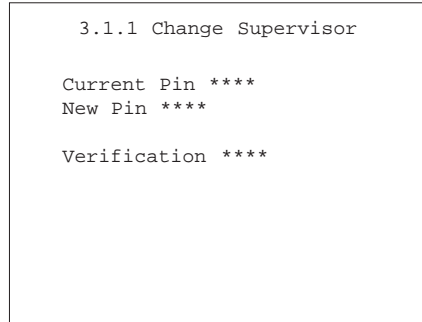 3.1.1 Change Supervisor
Current Pin ****
New Pin ****
Verification ****